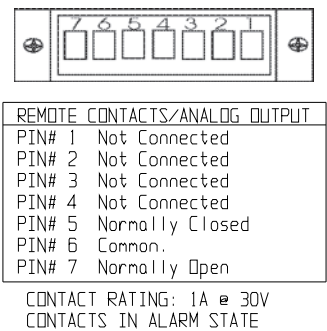 7 6 5 4 3 2 1
REMOTE CONTACTS/ANALOG OUTPUT
PIN# 1 Not Connected
PIN# 2 Not Connected
PIN# 3 Not Connected
PIN# 4 Not Connected
PIN# 5 Normally Closed
PIN# 6 Common.
PIN# 7 Normally Open
CONTACT RATING: 1A @ 30V
CONTACTS IN ALARM STATE